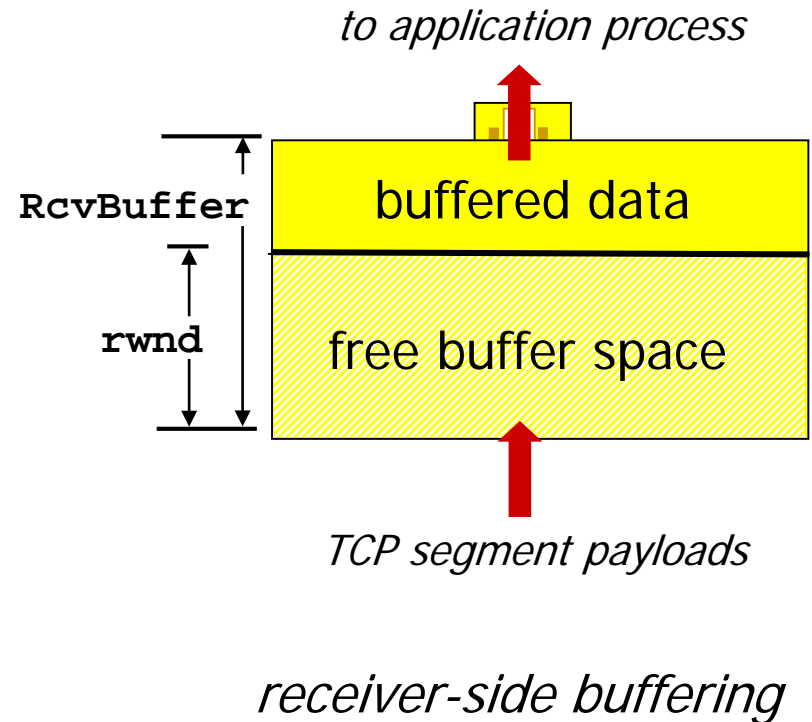 to application process
RcvBuffer
buffered data
rwnd
free buffer space
TCP segment payloads
receiver-side buffering